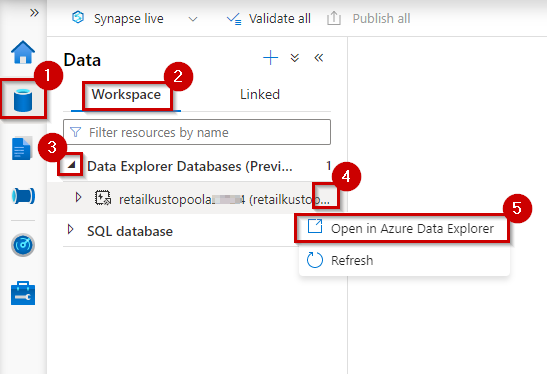 »
Synapse live
Validate all
Publish all
1
Data
2
Workspace
Linked
Filter resources by name
3
Data Explorer Databases (Previ... 1
4
retailkustopoola 4 (retailkustop...
5
SQL database
Open in Azure Data Explorer
Refresh